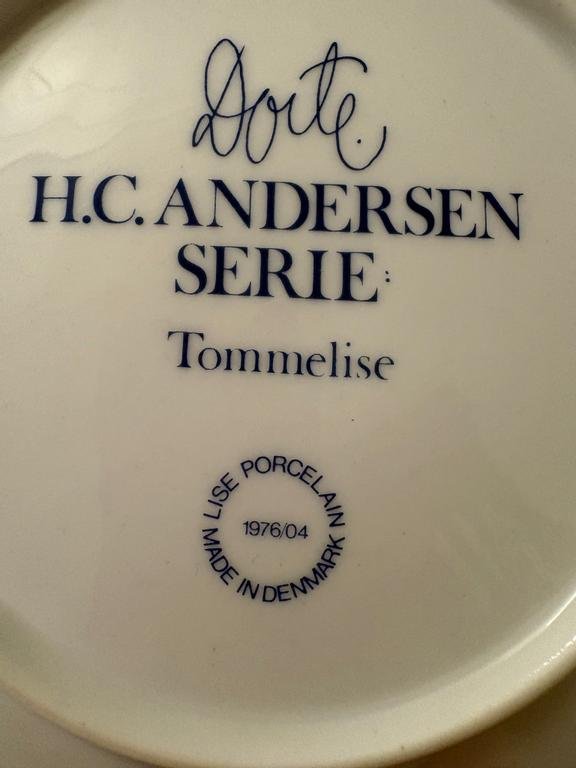 Dorte.
H.C. ANDERSEN
SERIE:
Tommelise
LISE PORCELAIN
1976/04
MADE IN DENMARK